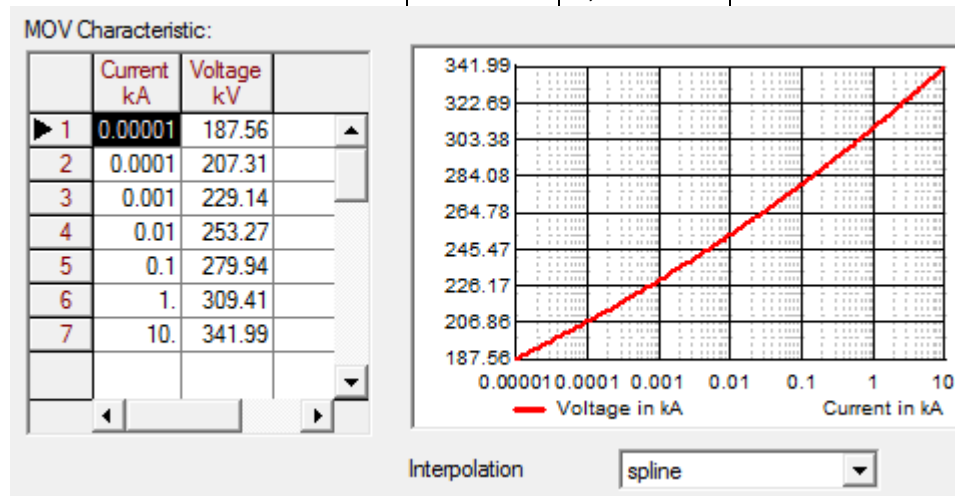 MOV Characteristic:
Current kA Voltage kV
1 0.00001 187.56
2 0.0001 207.31
3 0.001 229.14
4 0.01 253.27
5 0.1 279.94
6 1. 309.41
7 10. 341.99
341.99
322.69
303.38
284.08
264.78
245.47
226.17
206.86
187.56
0.00001 0.0001 0.001 0.01 0.1 1 10
Voltage in kA Current in kA
Interpolation spline